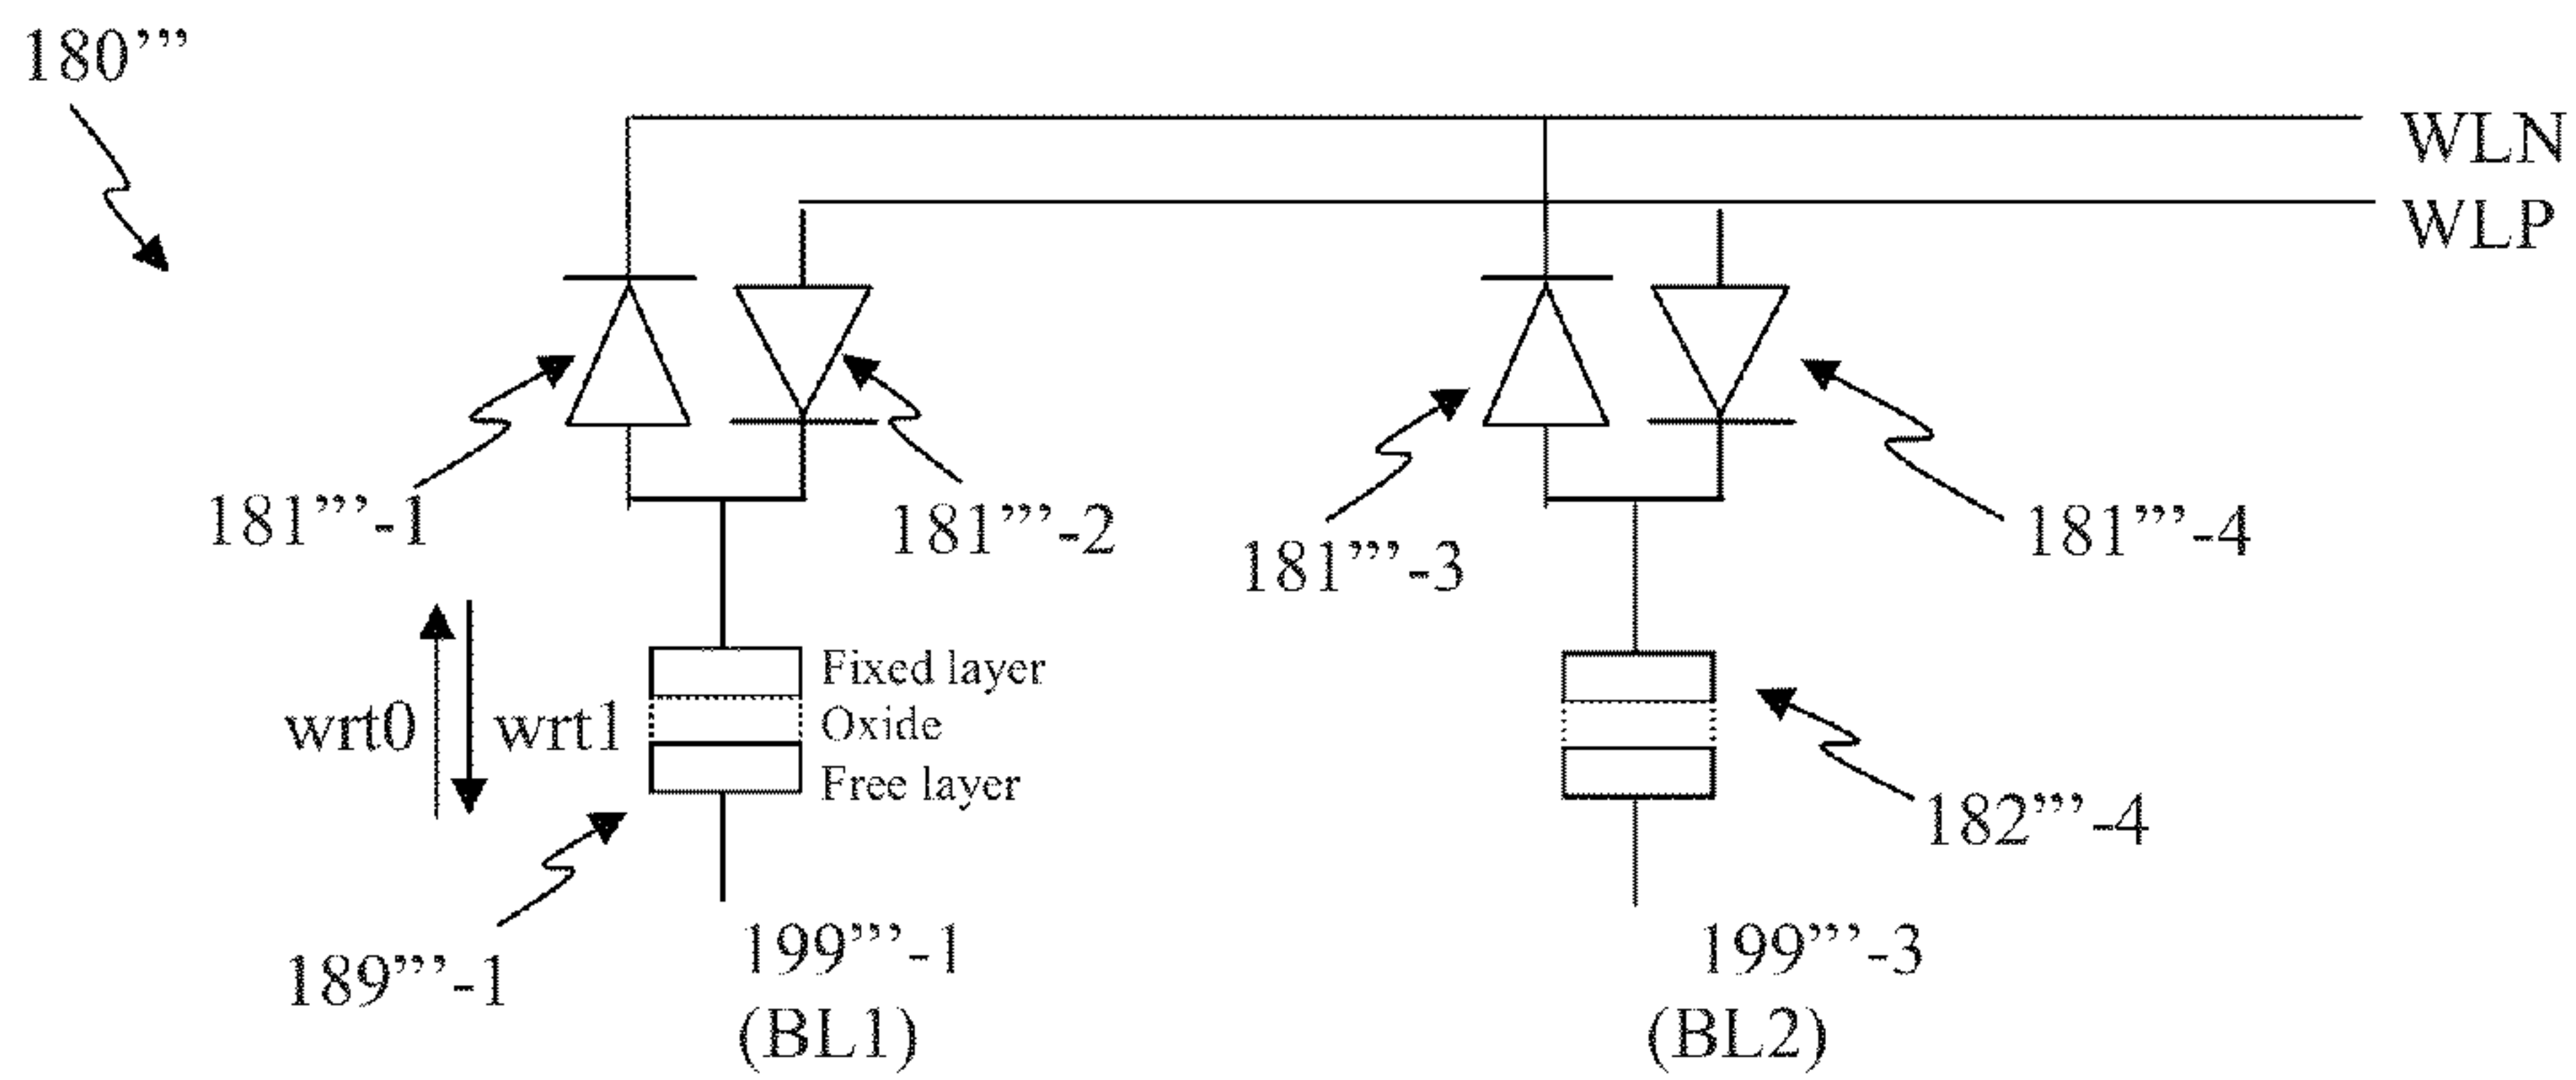 180’’’
WLN
WLP
181’’’-1
181’’’-2
181’’’-3
181’’’-4
wrt0
wrt1
Fixed layer
Oxide
Free layer
182’’’-4
189’’’-1
199’’’-1
(BL1)
199’’’-3
(BL2)